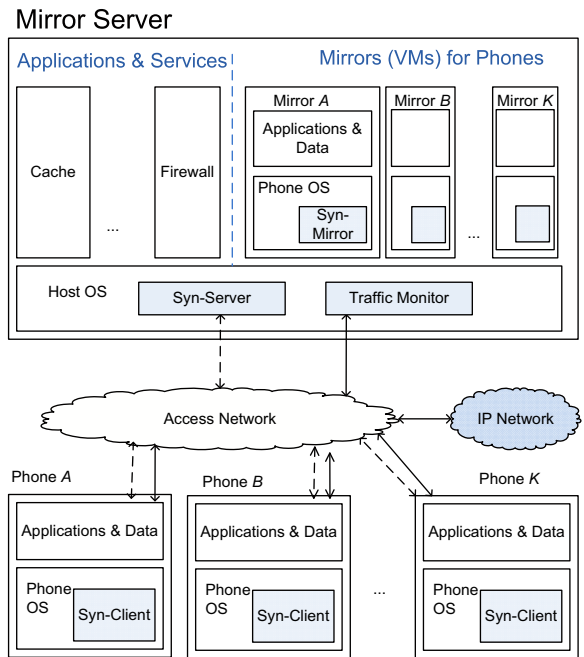 Mirror Server
Applications & Services
Mirrors (VMs) for Phones
Cache
...
Firewall
Mirror A
Applications &
Data
Phone OS
Syn-
Mirror
Mirror B
...
Mirror K
Host OS
Syn-Server
Traffic Monitor
Access Network
IP Network
Phone A
Applications & Data
Phone
OS
Syn-Client
Phone B
Applications & Data
Phone
OS
Syn-Client
...
Phone K
Applications & Data
Phone
OS
Syn-Client